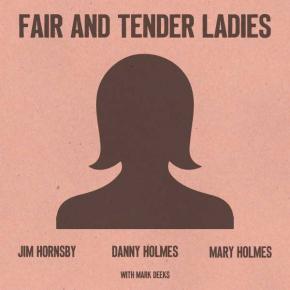 FAIR AND TENDER LADIES
JIM HORNSBY DANNY HOLMES MARY HOLMES
WITH MARK DEEKS